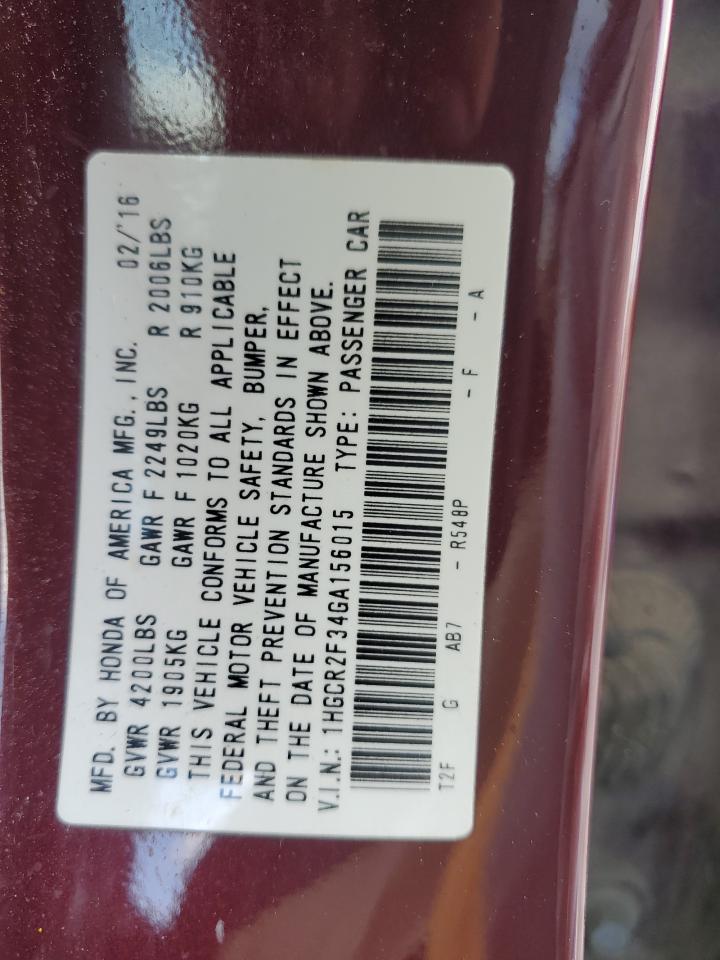 MFD. BY HONDA OF AMERICA MFG., INC. 02/'16
GVWR 4200LBS GAWR F 2249LBS R 2006LBS
GVWR 1905KG GAWR F 1020KG R 910KG
THIS VEHICLE CONFORMS TO ALL APPLICABLE
FEDERAL MOTOR VEHICLE SAFETY, BUMPER,
AND THEFT PREVENTION STANDARDS IN EFFECT
ON THE DATE OF MANUFACTURE SHOWN ABOVE.
V.I.N.: 1HGCR2F34GA156015 TYPE: PASSENGER CAR
T2F G AB7 - R548P - F - A